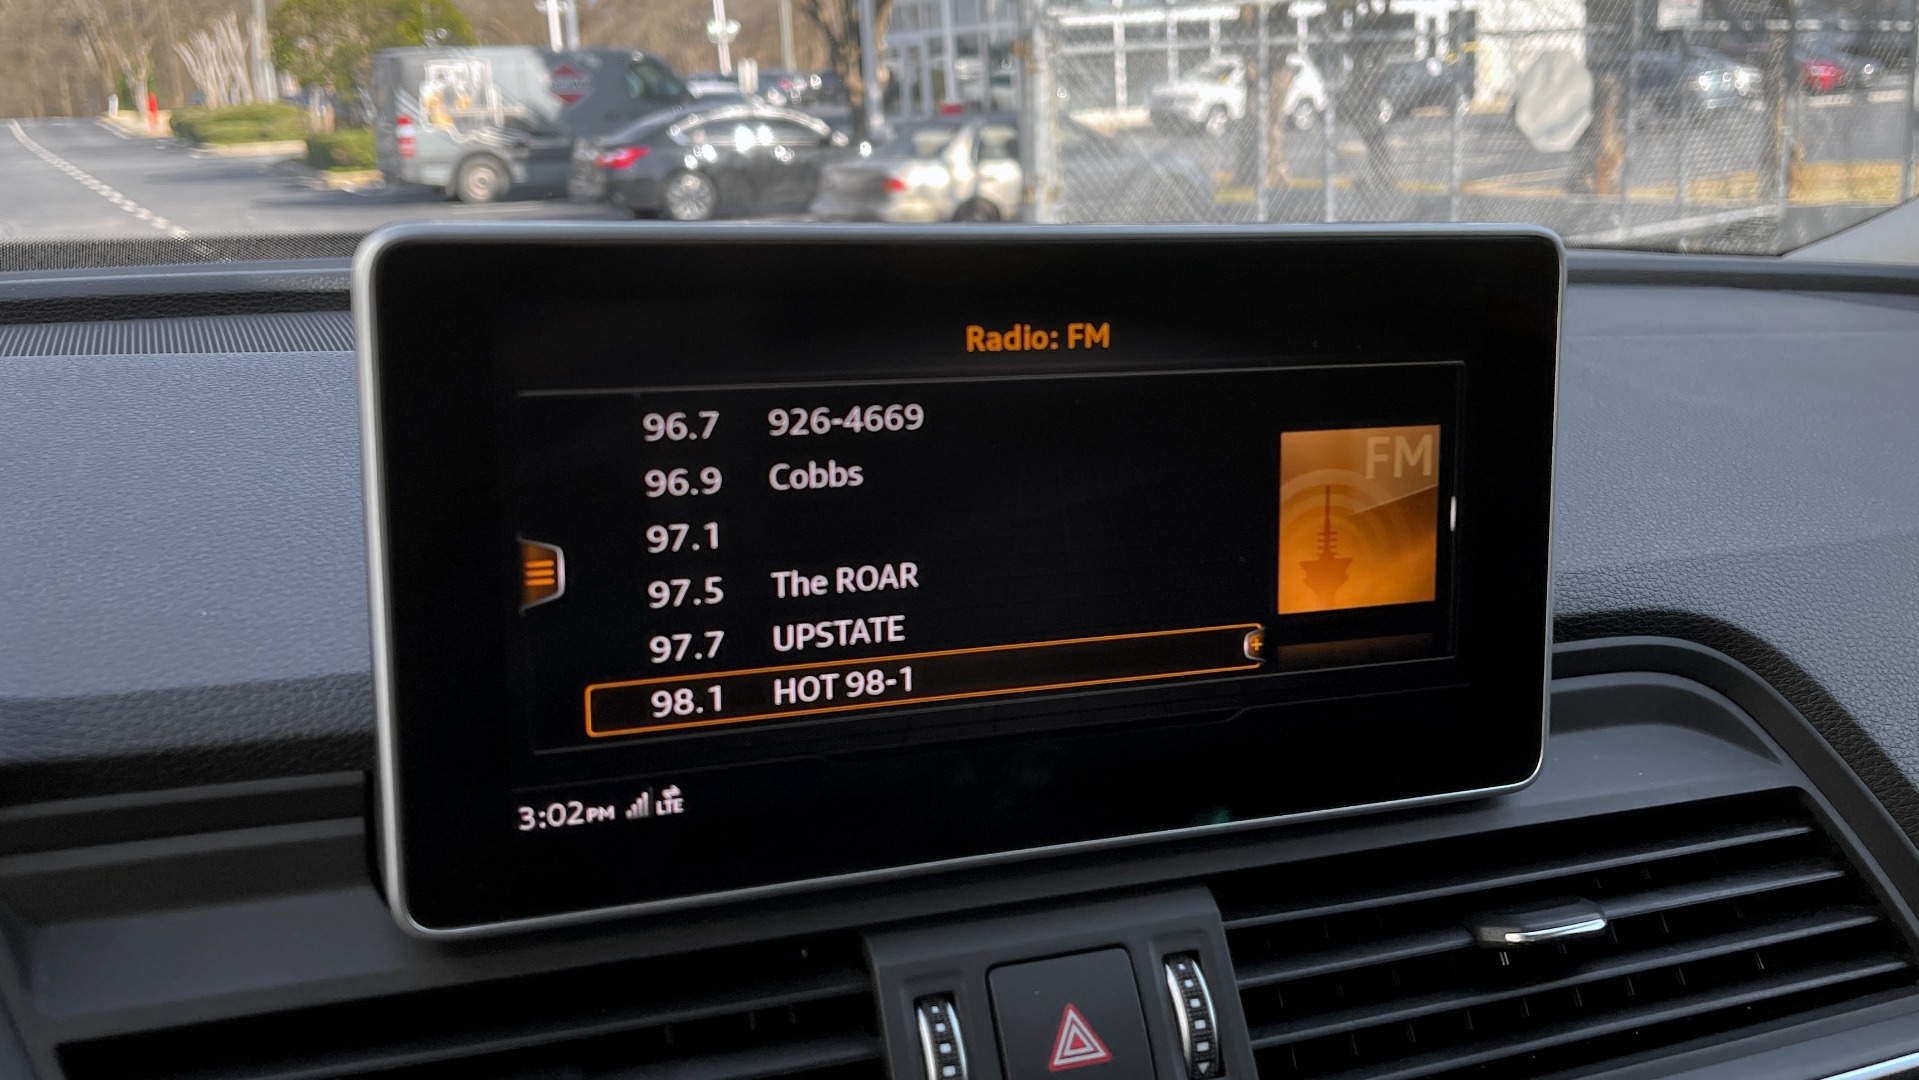 Radio: FM
96.7 926-4669
96.9 Cobbs
97.1
97.5 The ROAR
97.7 UPSTATE
98.1 HOT 98-1
FM
3:02PM LTE